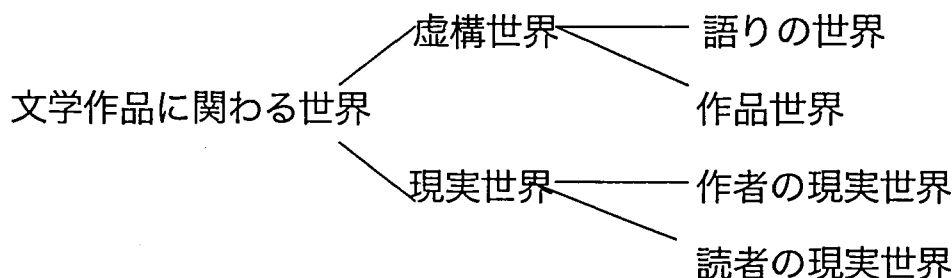 虚構世界
語りの世界
文学作品に関わる世界
作品世界
現実世界
作者の現実世界
読者の現実世界